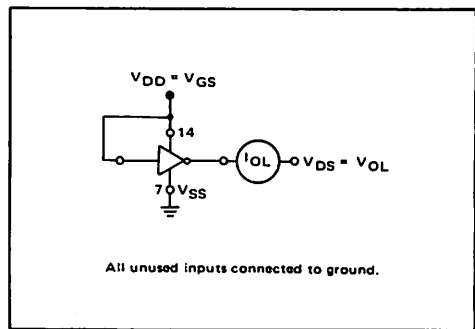 VDD = VGS
14
IOL
VDS = VOL
7 VSS
All unused inputs connected to ground.